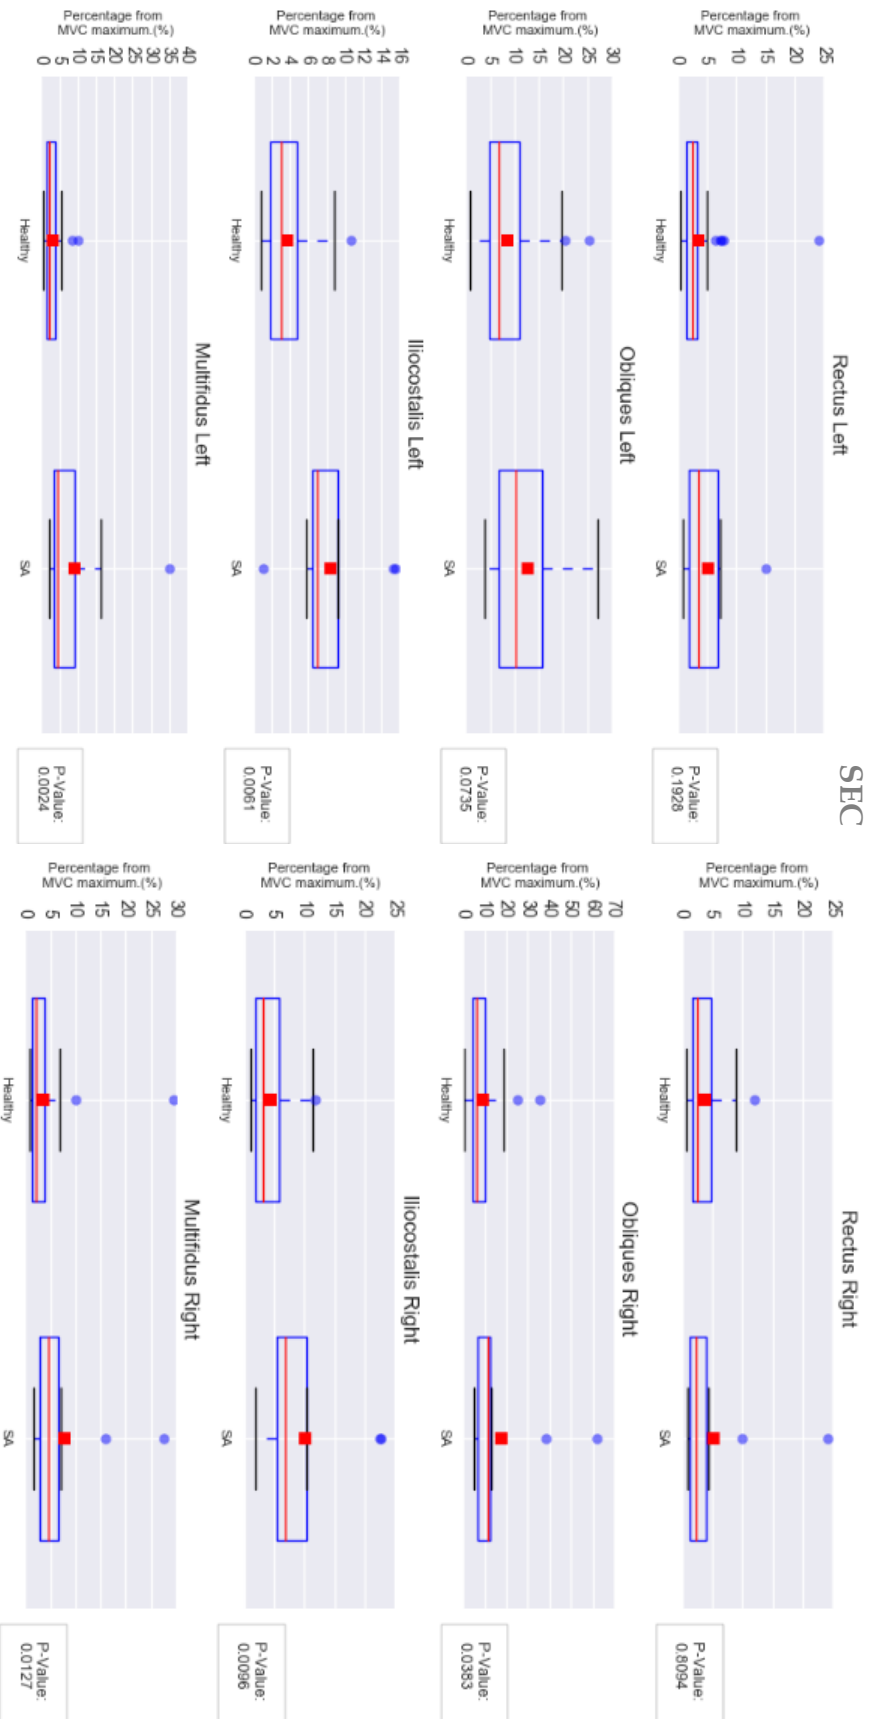 SEC
Rectus Left
Percentage from
MVC maximum.(%)
25
20
15
10
5
0
Healthy
SA
P-Value:
0.1928
Rectus Right
Percentage from
MVC maximum.(%)
25
20
15
10
5
0
Healthy
SA
P-Value:
0.8094
Obliques Left
Percentage from
MVC maximum.(%)
30
25
20
15
10
5
0
Healthy
SA
P-Value:
0.0735
Obliques Right
Percentage from
MVC maximum.(%)
70
60
50
40
30
20
10
0
Healthy
SA
P-Value:
0.0383
Iliocostalis Left
Percentage from
MVC maximum.(%)
16
14
12
10
8
6
4
2
0
Healthy
SA
P-Value:
0.0061
Iliocostalis Right
Percentage from
MVC maximum.(%)
25
20
15
10
5
0
Healthy
SA
P-Value:
0.0096
Multifidus Left
Percentage from
MVC maximum.(%)
40
35
30
25
20
15
10
5
0
Healthy
SA
P-Value:
0.0024
Multifidus Right
Percentage from
MVC maximum.(%)
30
25
20
15
10
5
0
Healthy
SA
P-Value:
0.0127